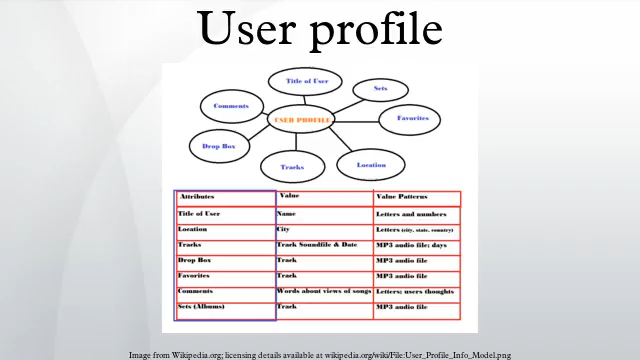 User profile
Title of User
Sets
Comments
USER PROFILE
Favorites
Drop Box
Tracks
Location
Attributes Value Value Patterns
Title of User Name Letters and numbers
Location City Letters (city, state, country)
Tracks Track Soundfile & Date MP3 audio file; days
Drop Box Track MP3 audio file
Favorites Track MP3 audio file
Comments Words about views of songs Letters; users thoughts
Sets (Albums) Track MP3 audio file
Image from Wikipedia.org; licensing details available at wikipedia.org/wiki/File:User_Profile_Info_Model.png